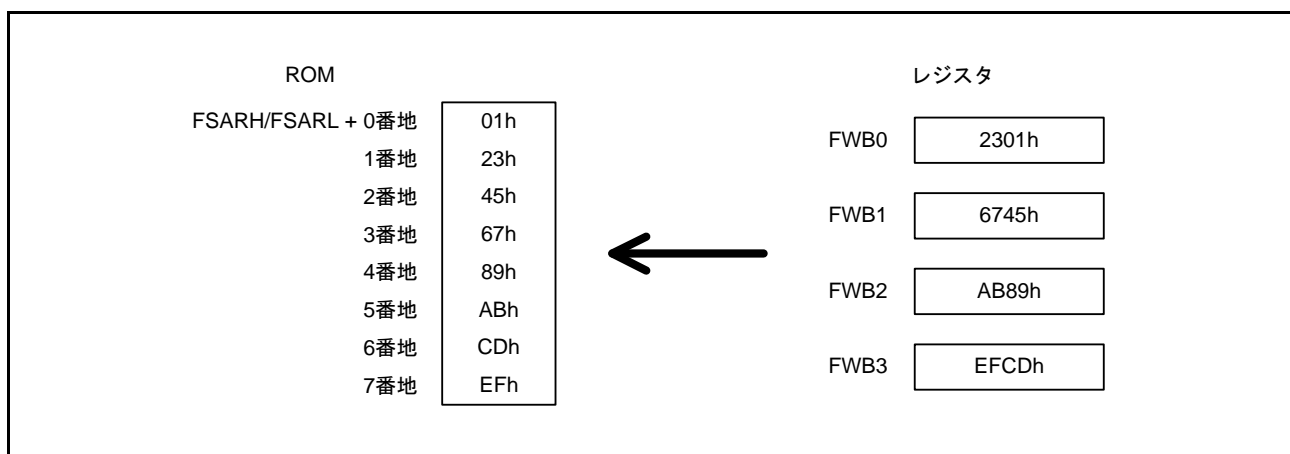 ROM
FSARH/FSARL + 0番地 01h
1番地 23h
2番地 45h
3番地 67h
4番地 89h
5番地 ABh
6番地 CDh
7番地 EFh
レジスタ
FWB0 2301h
FWB1 6745h
FWB2 AB89h
FWB3 EFCDh